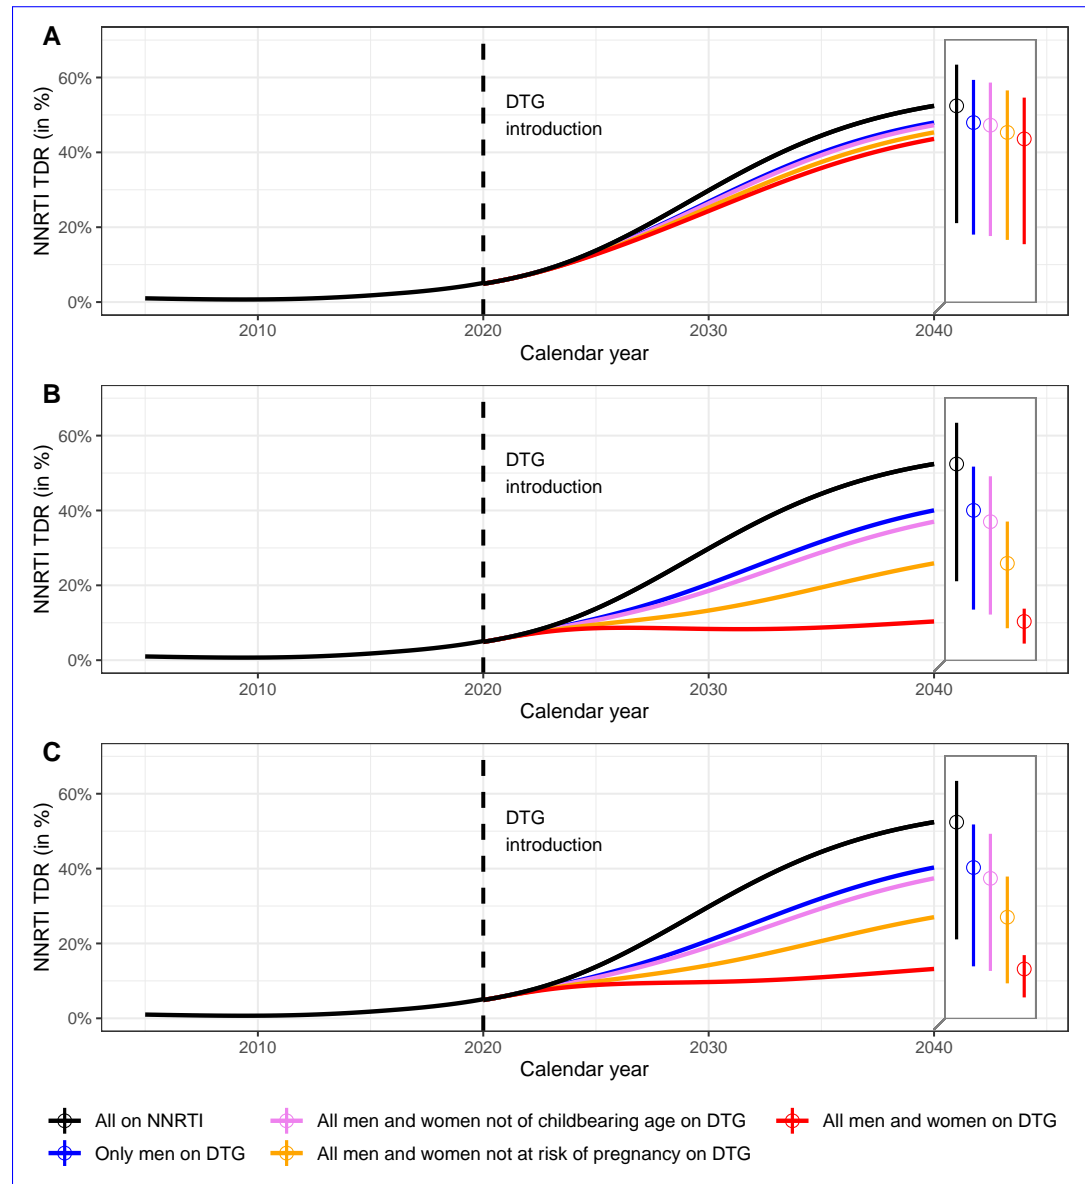 A
NNRTI TDR (in %)
60%
40%
20%
0%
DTG
introduction
2010
2020
2030
2040
Calendar year
B
NNRTI TDR (in %)
60%
40%
20%
0%
DTG
introduction
2010
2020
2030
2040
Calendar year
C
NNRTI TDR (in %)
60%
40%
20%
0%
DTG
introduction
2010
2020
2030
2040
Calendar year
All on NNRTI
Only men on DTG
All men and women not of childbearing age on DTG
All men and women not at risk of pregnancy on DTG
All men and women on DTG